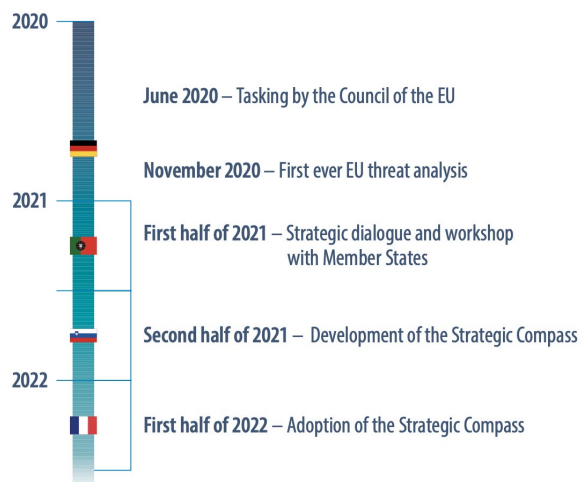 2020
June 2020 – Tasking by the Council of the EU
November 2020 – First ever EU threat analysis
2021
First half of 2021 – Strategic dialogue and workshop
with Member States
Second half of 2021 – Development of the Strategic Compass
2022
First half of 2022 – Adoption of the Strategic Compass